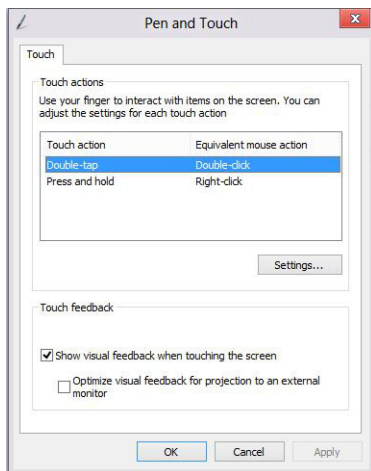 Pen and Touch
Touch
Touch actions
Use your finger to interact with items on the screen. You can
adjust the settings for each touch action
Touch action Equivalent mouse action
Double-tap Double-click
Press and hold Right-click
Settings...
Touch feedback
Show visual feedback when touching the screen
Optimize visual feedback for projection to an external
monitor
OK Cancel Apply